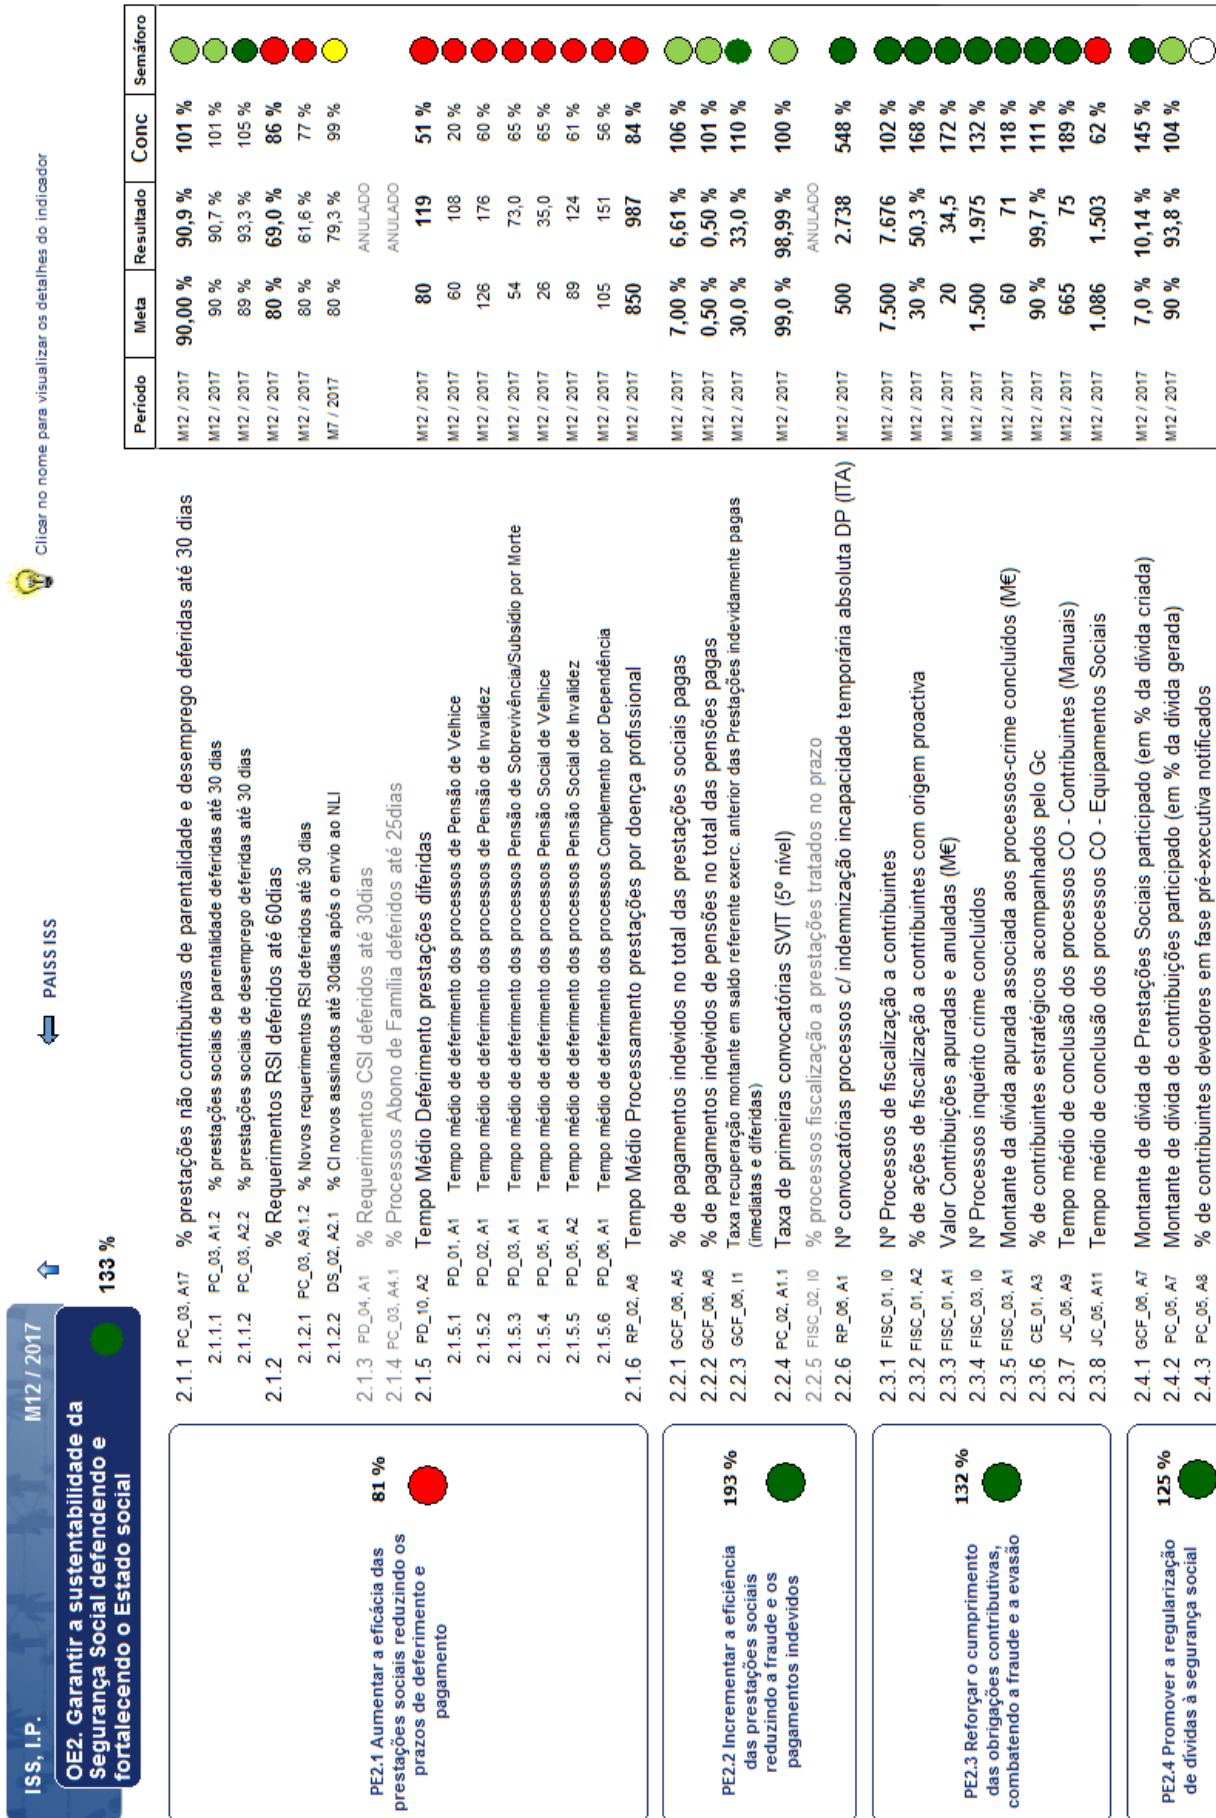 ISS, I.P. M12 / 2017 PAISS ISS Clicar no nome para visualizar os detalhes do indicador
OE2. Garantir a sustentabilidade da
Segurança Social defendendo e
fortalecendo o Estado social
133 %
Período Meta Resultado Conc Semáforo
PE2.1 Aumentar a eficácia das
prestações sociais reduzindo os
prazos de deferimento e
pagamento
81 %
2.1.1 PC_03, A17 % prestações não contributivas de parentalidade e desemprego deferidas até 30 dias M12 / 2017 90,00 % 90,9 % 101 %
2.1.1.1 PC_03, A1.2 % prestações sociais de parentalidade deferidas até 30 dias M12 / 2017 90 % 90,7 % 101 %
2.1.1.2 PC_03, A2.2 % prestações sociais de desemprego deferidas até 30 dias M12 / 2017 89 % 93,3 % 105 %
2.1.2 % Requerimentos RSI deferidos até 60dias M12 / 2017 80 % 69,0 % 86 %
2.1.2.1 PC_03, A9.1.2 % Novos requerimentos RSI deferidos até 30 dias M12 / 2017 80 % 61,6 % 77 %
2.1.2.2 DS_02, A2.1 % CI novos assinados até 30dias após o envio ao NLI M7 / 2017 80 % 79,3 % 99 %
2.1.3 PD_04, A1 % Requerimentos CSI deferidos até 30dias ANULADO
2.1.4 PC_03, A4.1 % Processos Abono de Família deferidos até 25dias ANULADO
2.1.5 PD_10, A2 Tempo Médio Deferimento prestações diferidas M12 / 2017 80 119 51 %
2.1.5.1 PD_01, A1 Tempo médio de deferimento dos processos de Pensão de Velhice M12 / 2017 60 108 20 %
2.1.5.2 PD_02, A1 Tempo médio de deferimento dos processos de Pensão de Invalidez M12 / 2017 126 176 60 %
2.1.5.3 PD_03, A1 Tempo médio de deferimento dos processos Pensão de Sobrevivência/Subsídio por Morte M12 / 2017 54 73,0 65 %
2.1.5.4 PD_05, A1 Tempo médio de deferimento dos processos Pensão Social de Velhice M12 / 2017 26 35,0 65 %
2.1.5.5 PD_05, A2 Tempo médio de deferimento dos processos Pensão Social de Invalidez M12 / 2017 89 124 61 %
2.1.5.6 PD_06, A1 Tempo médio de deferimento dos processos Complemento por Dependência M12 / 2017 105 151 56 %
2.1.6 RP_02, A6 Tempo Médio Processamento prestações por doença profissional M12 / 2017 850 987 84 %
PE2.2 Incrementar a eficiência
das prestações sociais
reduzindo a fraude e os
pagamentos indevidos
193 %
2.2.1 GCF_06, A5 % de pagamentos indevidos no total das prestações sociais pagas M12 / 2017 7,00 % 6,61 % 106 %
2.2.2 GCF_06, A6 % de pagamentos indevidos de pensões no total das pensões pagas M12 / 2017 0,50 % 0,50 % 101 %
2.2.3 GCF_06, I1 Taxa recuperação montante em saldo referente exerc. anterior das Prestações indevidamente pagas M12 / 2017 30,0 % 33,0 % 110 %
(imediatas e diferidas)
2.2.4 PC_02, A1.1 Taxa de primeiras convocatórias SVIT (5º nível) M12 / 2017 99,0 % 98,99 % 100 %
2.2.5 FISC_02, I0 % processos fiscalização a prestações tratados no prazo ANULADO
2.2.6 RP_06, A1 Nº convocatórias processos c/ indemnização incapacidade temporária absoluta DP (ITA) M12 / 2017 500 2.738 548 %
PE2.3 Reforçar o cumprimento
das obrigações contributivas,
combatendo a fraude e a evasão
132 %
2.3.1 FISC_01, I0 Nº Processos de fiscalização a contribuintes M12 / 2017 7.500 7.676 102 %
2.3.2 FISC_01, A2 % de ações de fiscalização a contribuintes com origem proactiva M12 / 2017 30 % 50,3 % 168 %
2.3.3 FISC_01, A1 Valor Contribuições apuradas e anuladas (M€) M12 / 2017 20 34,5 172 %
2.3.4 FISC_03, I0 Nº Processos inquérito crime concluídos M12 / 2017 1.500 1.975 132 %
2.3.5 FISC_03, A1 Montante da dívida apurada associada aos processos-crime concluídos (M€) M12 / 2017 60 71 118 %
2.3.6 CE_01, A3 % de contribuintes estratégicos acompanhados pelo Gc M12 / 2017 90 % 99,7 % 111 %
2.3.7 JC_05, A9 Tempo médio de conclusão dos processos CO - Contribuintes (Manuais) M12 / 2017 665 75 189 %
2.3.8 JC_05, A11 Tempo médio de conclusão dos processos CO - Equipamentos Sociais M12 / 2017 1.086 1.503 62 %
PE2.4 Promover a regularização
de dívidas à segurança social
125 %
2.4.1 GCF_06, A7 Montante de dívida de Prestações Sociais participado (em % da dívida criada) M12 / 2017 7,0 % 10,14 % 145 %
2.4.2 PC_05, A7 Montante de dívida de contribuições participado (em % da dívida gerada) M12 / 2017 90 % 93,8 % 104 %
2.4.3 PC_05, A8 % de contribuintes devedores em fase pré-executiva notificados